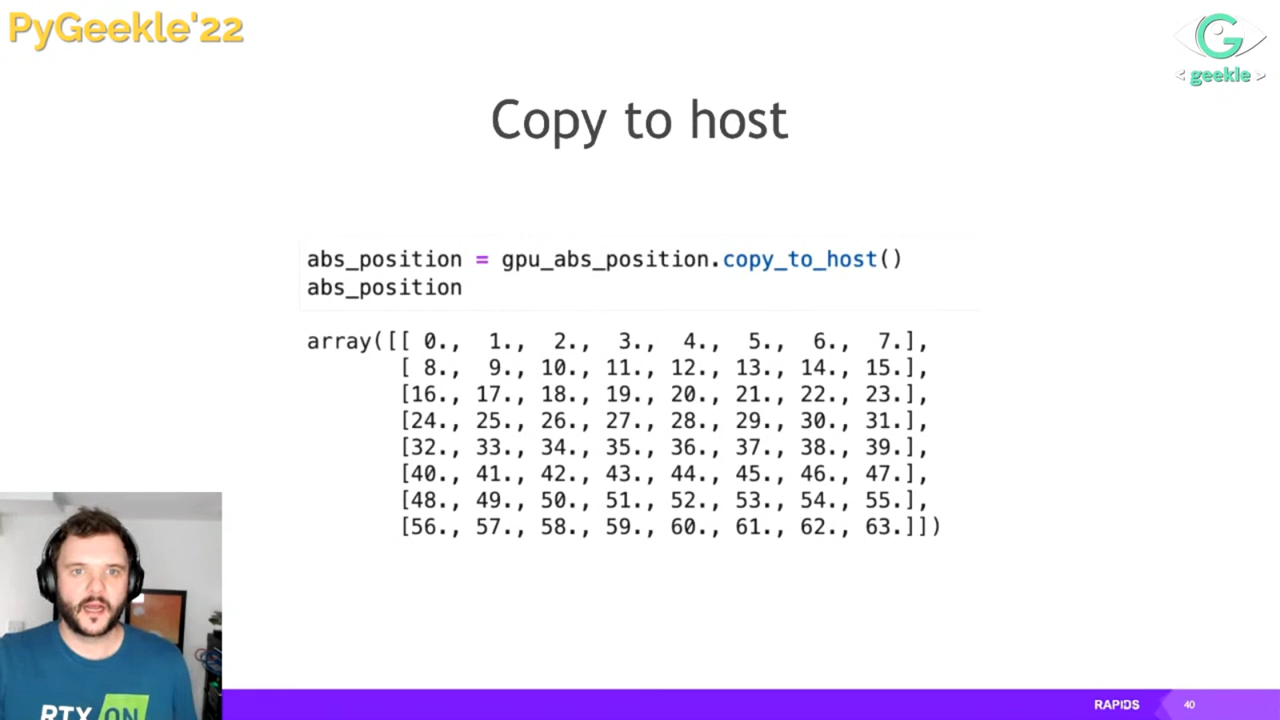 PyGeekle'22
G
< geekle >
Copy to host
abs_position = gpu_abs_position.copy_to_host()
abs_position
array([[ 0., 1., 2., 3., 4., 5., 6., 7.],
[ 8., 9., 10., 11., 12., 13., 14., 15.],
[16., 17., 18., 19., 20., 21., 22., 23.],
[24., 25., 26., 27., 28., 29., 30., 31.],
[32., 33., 34., 35., 36., 37., 38., 39.],
[40., 41., 42., 43., 44., 45., 46., 47.],
[48., 49., 50., 51., 52., 53., 54., 55.],
[56., 57., 58., 59., 60., 61., 62., 63.]])
RTX ON
RAPIDS 40